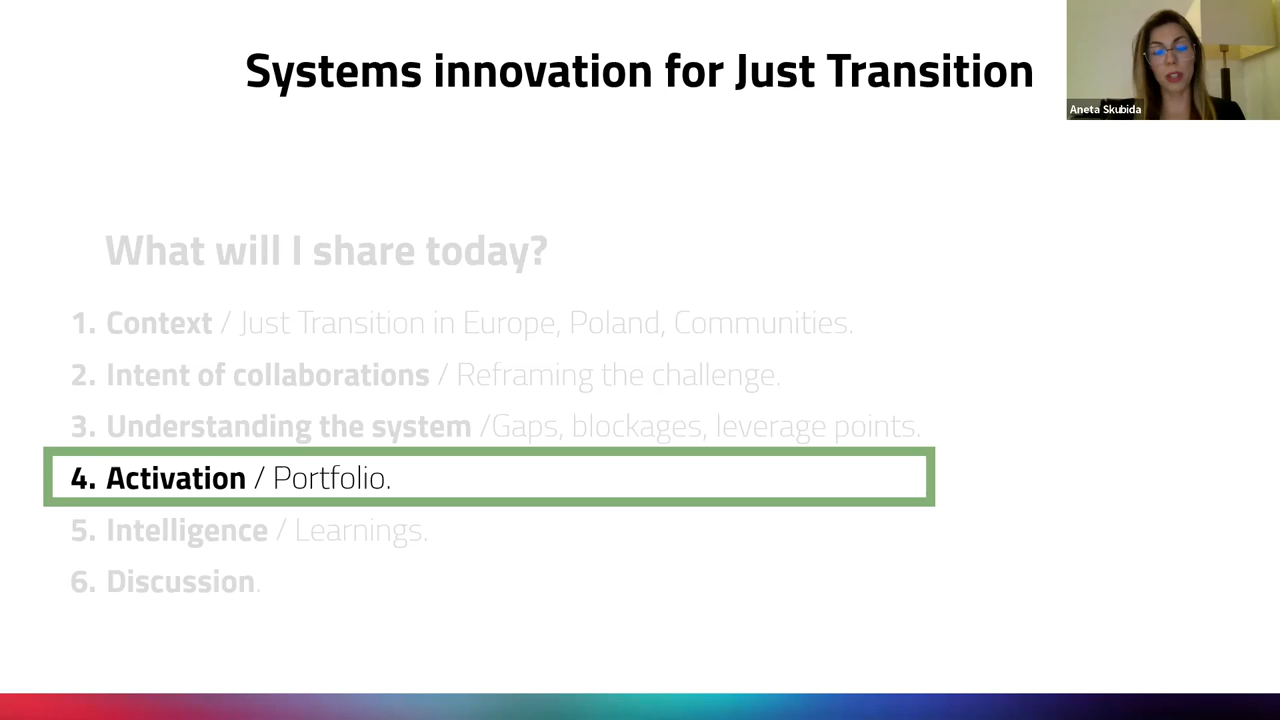 Systems innovation for Just Transition
Aneta Skubida
What will I share today?
1. Context / Just Transition in Europe, Poland, Communities.
2. Intent of collaborations / Reframing the challenge.
3. Understanding the system /Gaps, blockages, leverage points.
4. Activation / Portfolio.
5. Intelligence / Learnings.
6. Discussion.